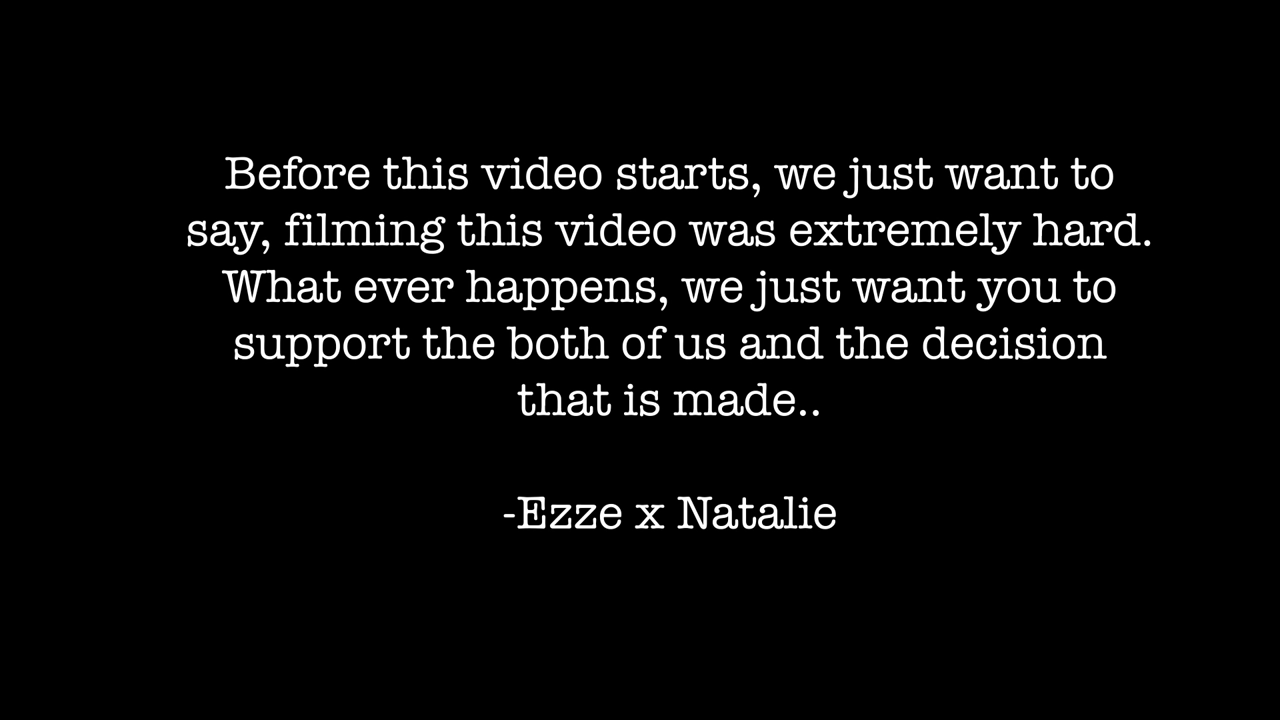 Before this video starts, we just want to
say, filming this video was extremely hard.
What ever happens, we just want you to
support the both of us and the decision
that is made..
-Ezze x Natalie